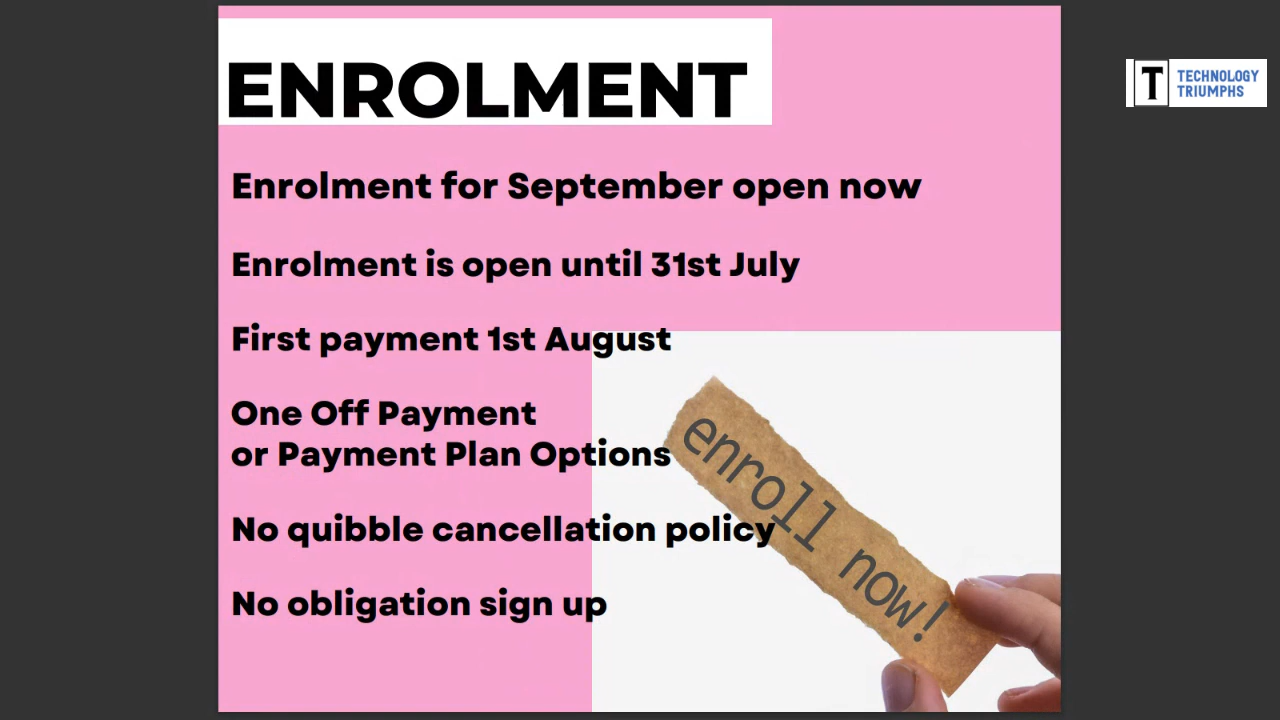 ENROLMENT
T TECHNOLOGY
TRIUMPHS
Enrolment for September open now
Enrolment is open until 31st July
First payment 1st August
One Off Payment
or Payment Plan Options
No quibble cancellation policy
No obligation sign up
enroll now!